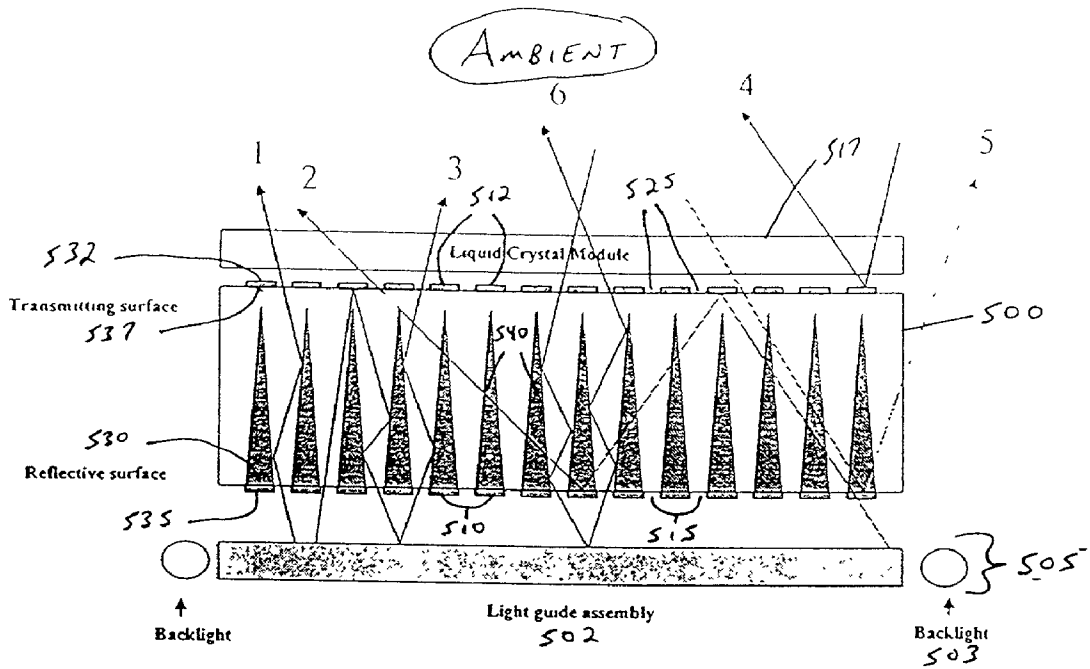 AMBIENT
6
4
5
1
2
3
512
525
517
532
Liquid Crystal Module
Transmitting surface
537
540
500
530
Reflective surface
535
510
515
505
Light guide assembly
502
Backlight
Backlight
503